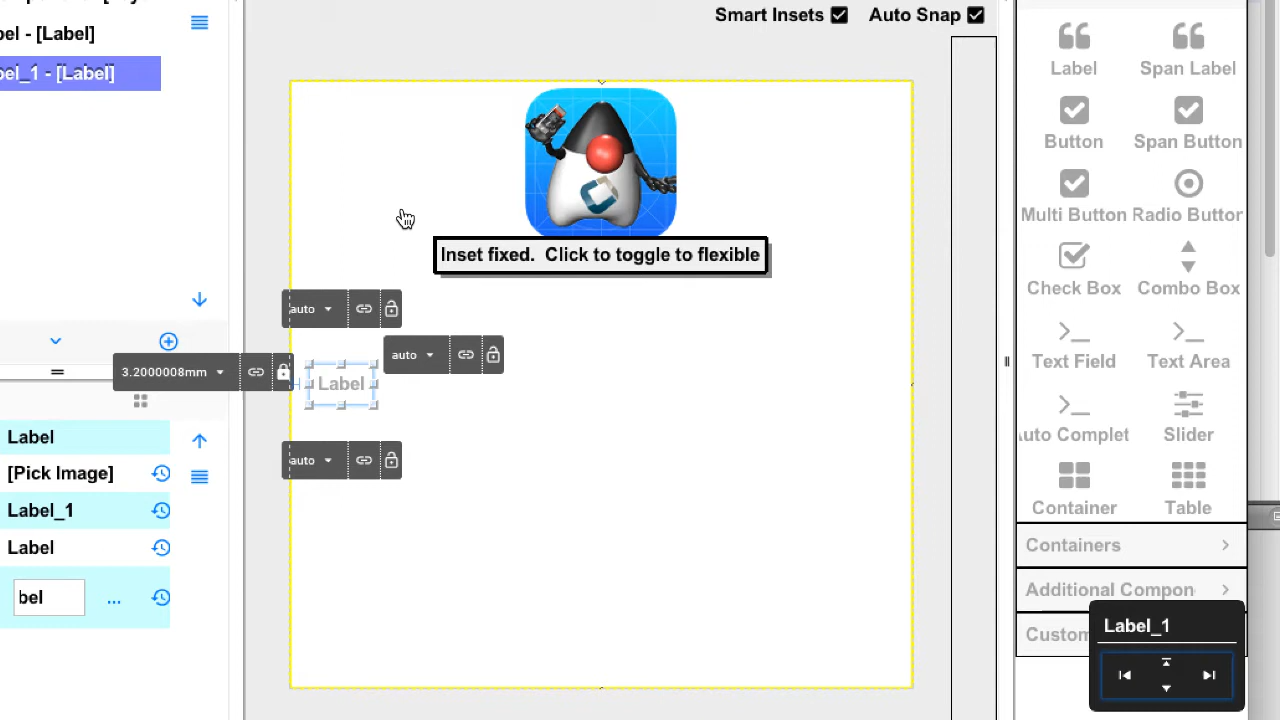 Smart Insets
Auto Snap
el - [Label]
el_1 - [Label]
Label
Span Label
Button
Span Button
Multi Button
Radio Button
Check Box
Combo Box
Text Field
Text Area
uto Complet
Slider
Container
Table
Containers
Additional Compon
Custom
Inset fixed. Click to toggle to flexible
auto
auto
3.2000008mm
Label
auto
Label
[Pick Image]
Label_1
Label
bel
...
Label_1